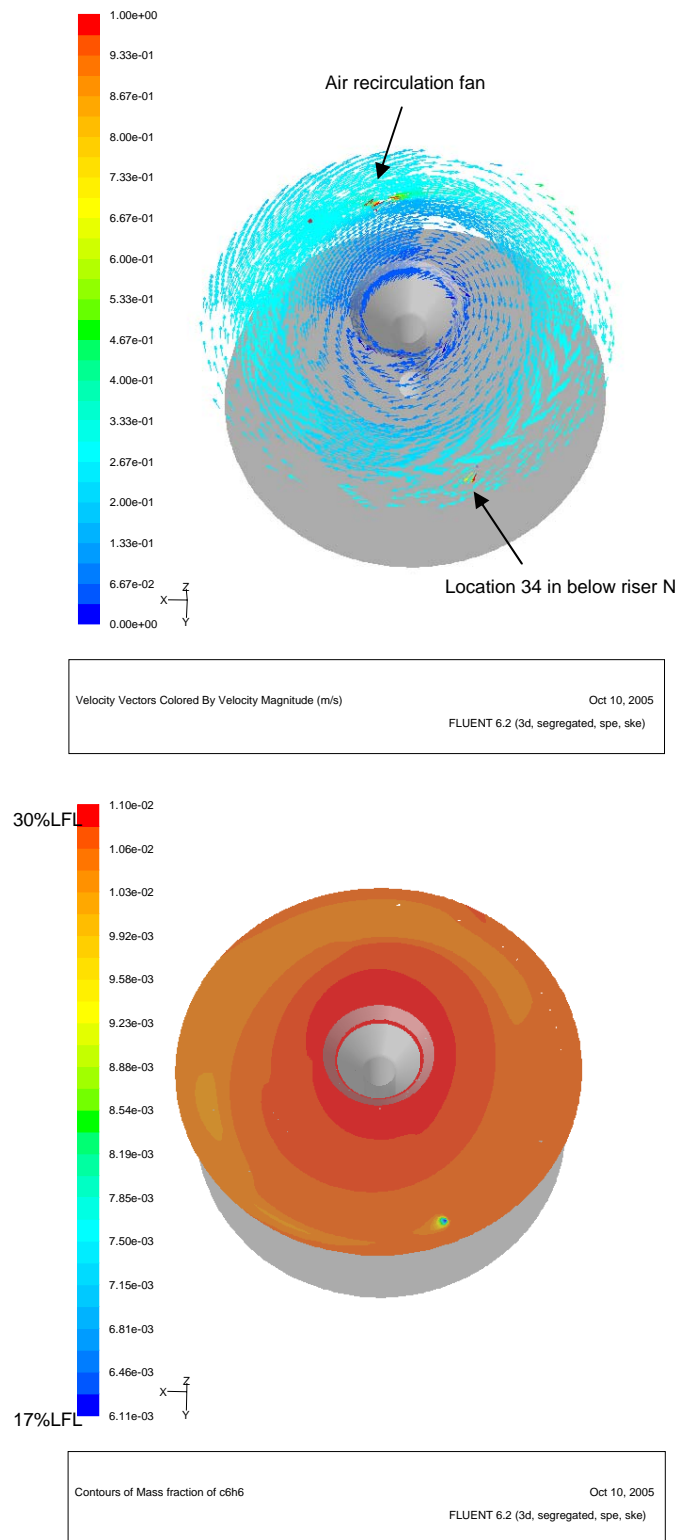 1.00e+00
9.33e-01
8.67e-01
8.00e-01
7.33e-01
6.67e-01
6.00e-01
5.33e-01
4.67e-01
4.00e-01
3.33e-01
2.67e-01
2.00e-01
1.33e-01
6.67e-02
0.00e+00
Air recirculation fan
Location 34 in below riser N
Z
X
Y
Velocity Vectors Colored By Velocity Magnitude (m/s)
Oct 10, 2005
FLUENT 6.2 (3d, segregated, spe, ske)
30%LFL
1.10e-02
1.06e-02
1.03e-02
9.92e-03
9.58e-03
9.23e-03
8.88e-03
8.54e-03
8.19e-03
7.85e-03
7.50e-03
7.15e-03
6.81e-03
6.46e-03
6.11e-03
17%LFL
Z
X
Y
Contours of Mass fraction of c6h6
Oct 10, 2005
FLUENT 6.2 (3d, segregated, spe, ske)